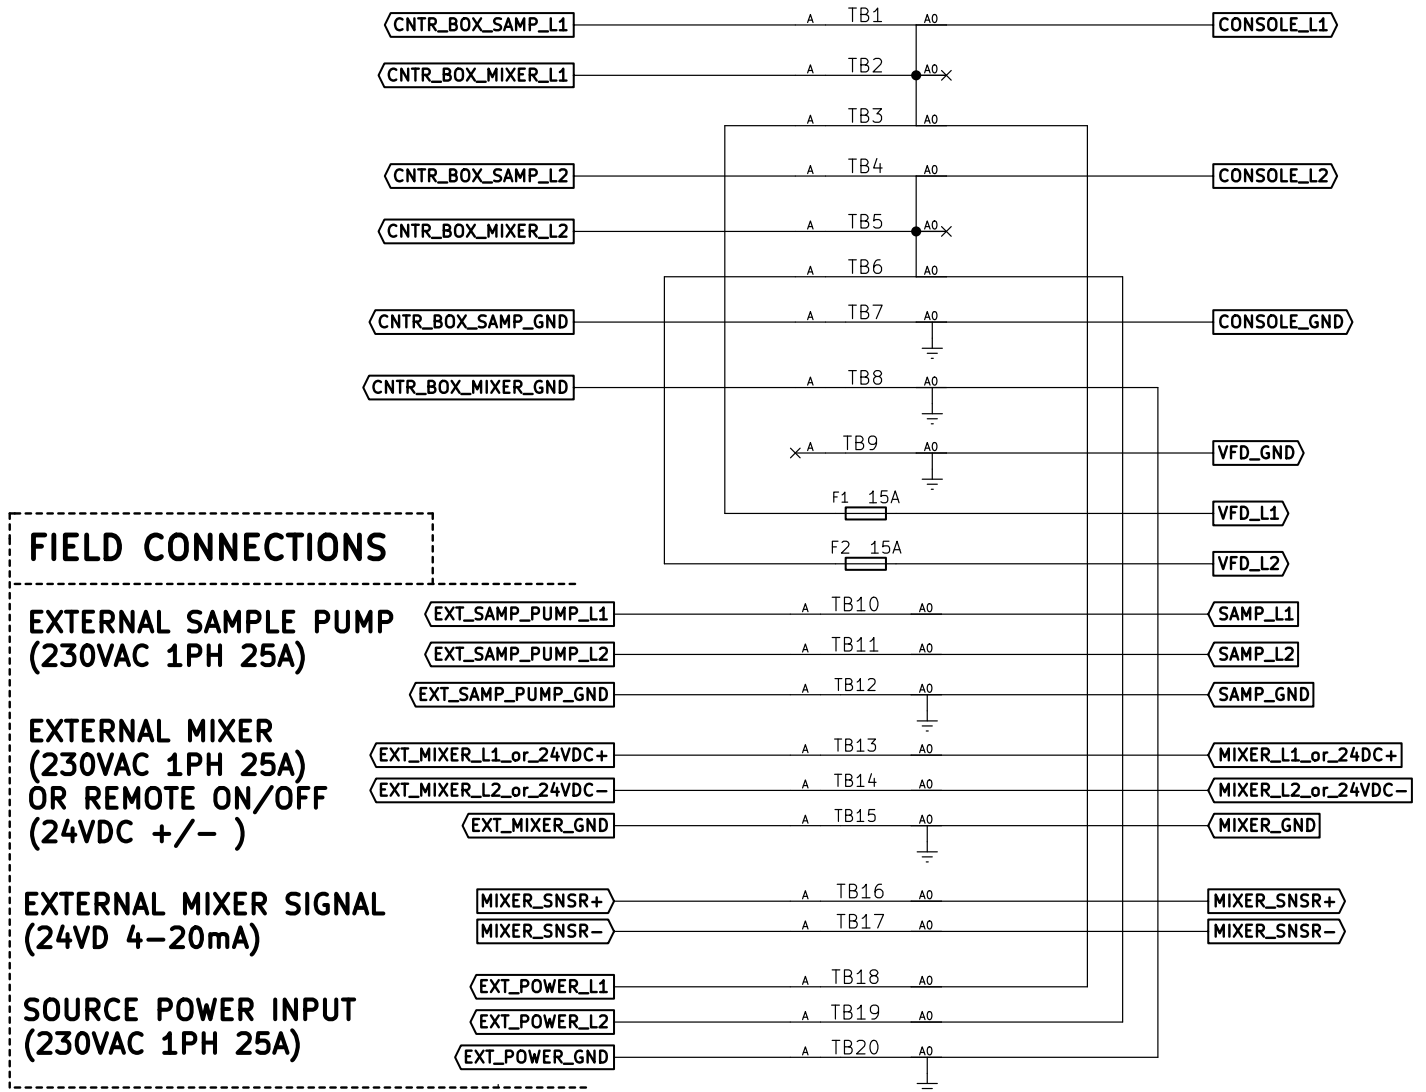 CNTR_BOX_SAMP_L1 A TB1 A0 CONSOLE_L1
CNTR_BOX_MIXER_L1 A TB2 A0
A TB3 A0
CNTR_BOX_SAMP_L2 A TB4 A0 CONSOLE_L2
CNTR_BOX_MIXER_L2 A TB5 A0
A TB6 A0
CNTR_BOX_SAMP_GND A TB7 A0 CONSOLE_GND
CNTR_BOX_MIXER_GND A TB8 A0
A TB9 A0 VFD_GND
F1 15A VFD_L1
F2 15A VFD_L2
FIELD CONNECTIONS
EXTERNAL SAMPLE PUMP
(230VAC 1PH 25A)
EXT_SAMP_PUMP_L1 A TB10 A0 SAMP_L1
EXT_SAMP_PUMP_L2 A TB11 A0 SAMP_L2
EXT_SAMP_PUMP_GND A TB12 A0 SAMP_GND
EXTERNAL MIXER
(230VAC 1PH 25A)
OR REMOTE ON/OFF
(24VDC +/- )
EXT_MIXER_L1_or_24VDC+ A TB13 A0 MIXER_L1_or_24DC+
EXT_MIXER_L2_or_24VDC- A TB14 A0 MIXER_L2_or_24VDC-
EXT_MIXER_GND A TB15 A0 MIXER_GND
EXTERNAL MIXER SIGNAL
(24VD 4-20mA)
MIXER_SNSR+ A TB16 A0 MIXER_SNSR+
MIXER_SNSR- A TB17 A0 MIXER_SNSR-
SOURCE POWER INPUT
(230VAC 1PH 25A)
EXT_POWER_L1 A TB18 A0
EXT_POWER_L2 A TB19 A0
EXT_POWER_GND A TB20 A0